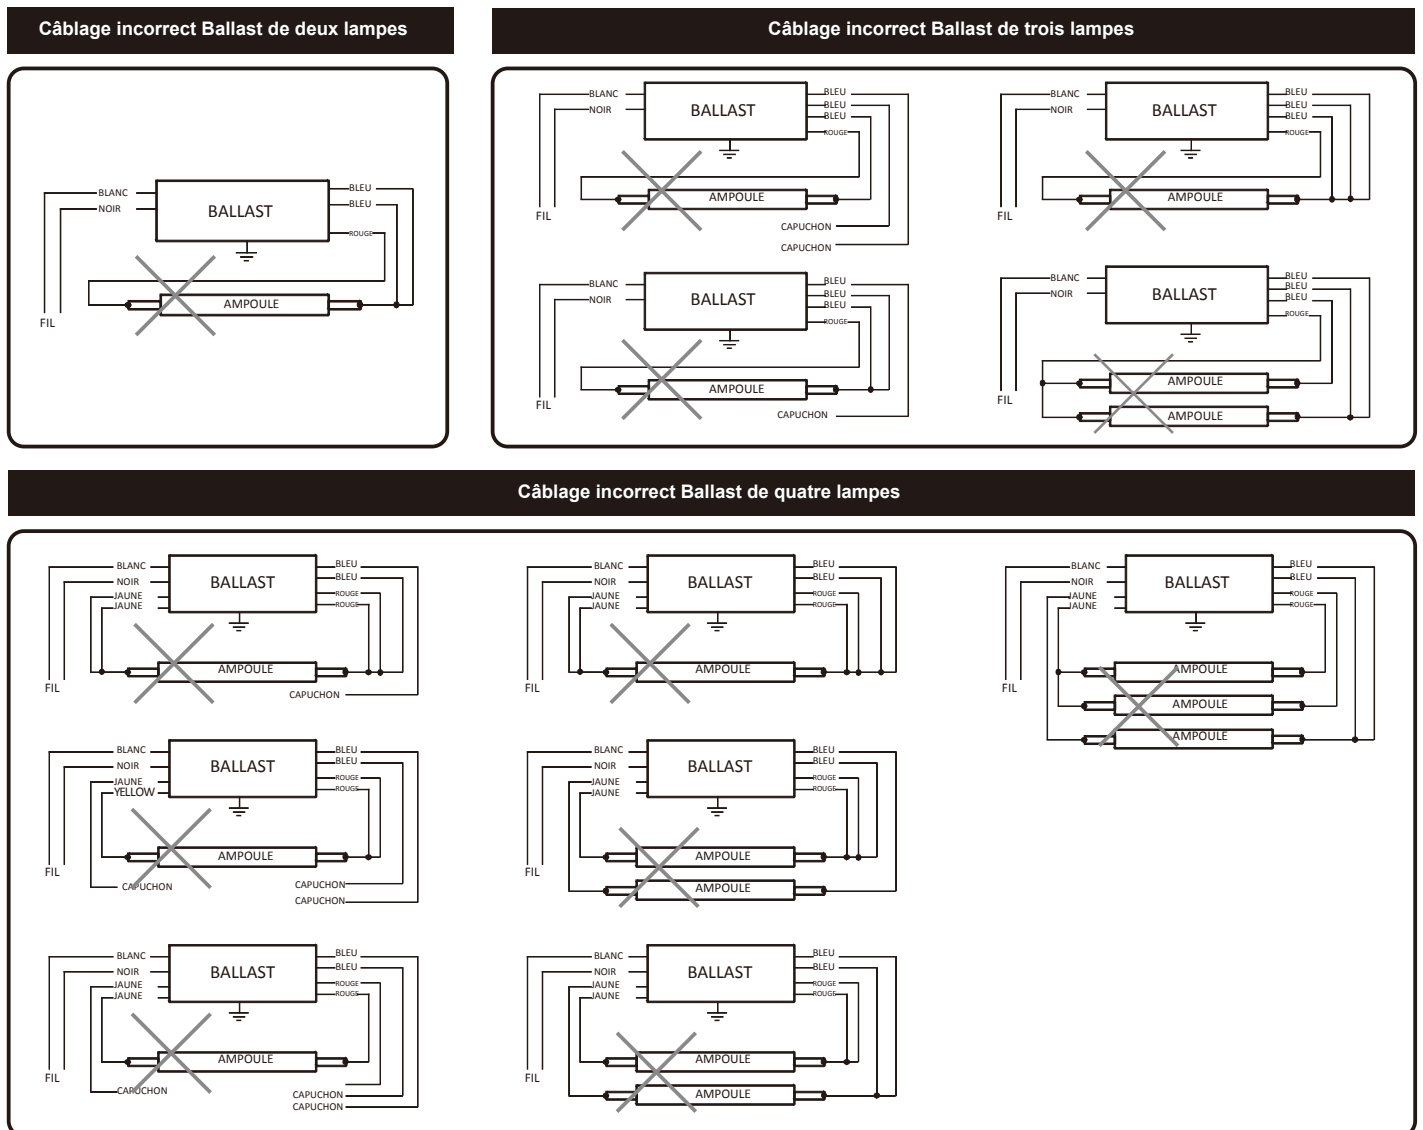 Câblage incorrect Ballast de deux lampes
BLANC
NOIR
BALLAST
BLEU
BLEU
ROUGE
AMPOULE
FIL
Câblage incorrect Ballast de trois lampes
BLANC
NOIR
BALLAST
BLEU
BLEU
BLEU
ROUGE
AMPOULE
FIL
CAPUCHON
CAPUCHON
BLANC
NOIR
BALLAST
BLEU
BLEU
BLEU
ROUGE
AMPOULE
FIL
BLANC
NOIR
BALLAST
BLEU
BLEU
BLEU
ROUGE
AMPOULE
FIL
CAPUCHON
BLANC
NOIR
BALLAST
BLEU
BLEU
BLEU
ROUGE
AMPOULE
AMPOULE
FIL
Câblage incorrect Ballast de quatre lampes
BLANC
NOIR
JAUNE
JAUNE
BALLAST
BLEU
BLEU
ROUGE
ROUGE
AMPOULE
FIL
CAPUCHON
BLANC
NOIR
JAUNE
JAUNE
BALLAST
BLEU
BLEU
ROUGE
ROUGE
AMPOULE
FIL
BLANC
NOIR
JAUNE
JAUNE
BALLAST
BLEU
BLEU
ROUGE
ROUGE
AMPOULE
AMPOULE
AMPOULE
FIL
BLANC
NOIR
JAUNE
YELLOW
BALLAST
BLEU
BLEU
ROUGE
ROUGE
AMPOULE
FIL
CAPUCHON
CAPUCHON
CAPUCHON
BLANC
NOIR
JAUNE
JAUNE
BALLAST
BLEU
BLEU
ROUGE
ROUGE
AMPOULE
AMPOULE
FIL
BLANC
NOIR
JAUNE
JAUNE
BALLAST
BLEU
BLEU
ROUGE
ROUGE
AMPOULE
FIL
CAPUCHON
CAPUCHON
CAPUCHON
BLANC
NOIR
JAUNE
JAUNE
BALLAST
BLEU
BLEU
ROUGE
ROUGE
AMPOULE
AMPOULE
FIL